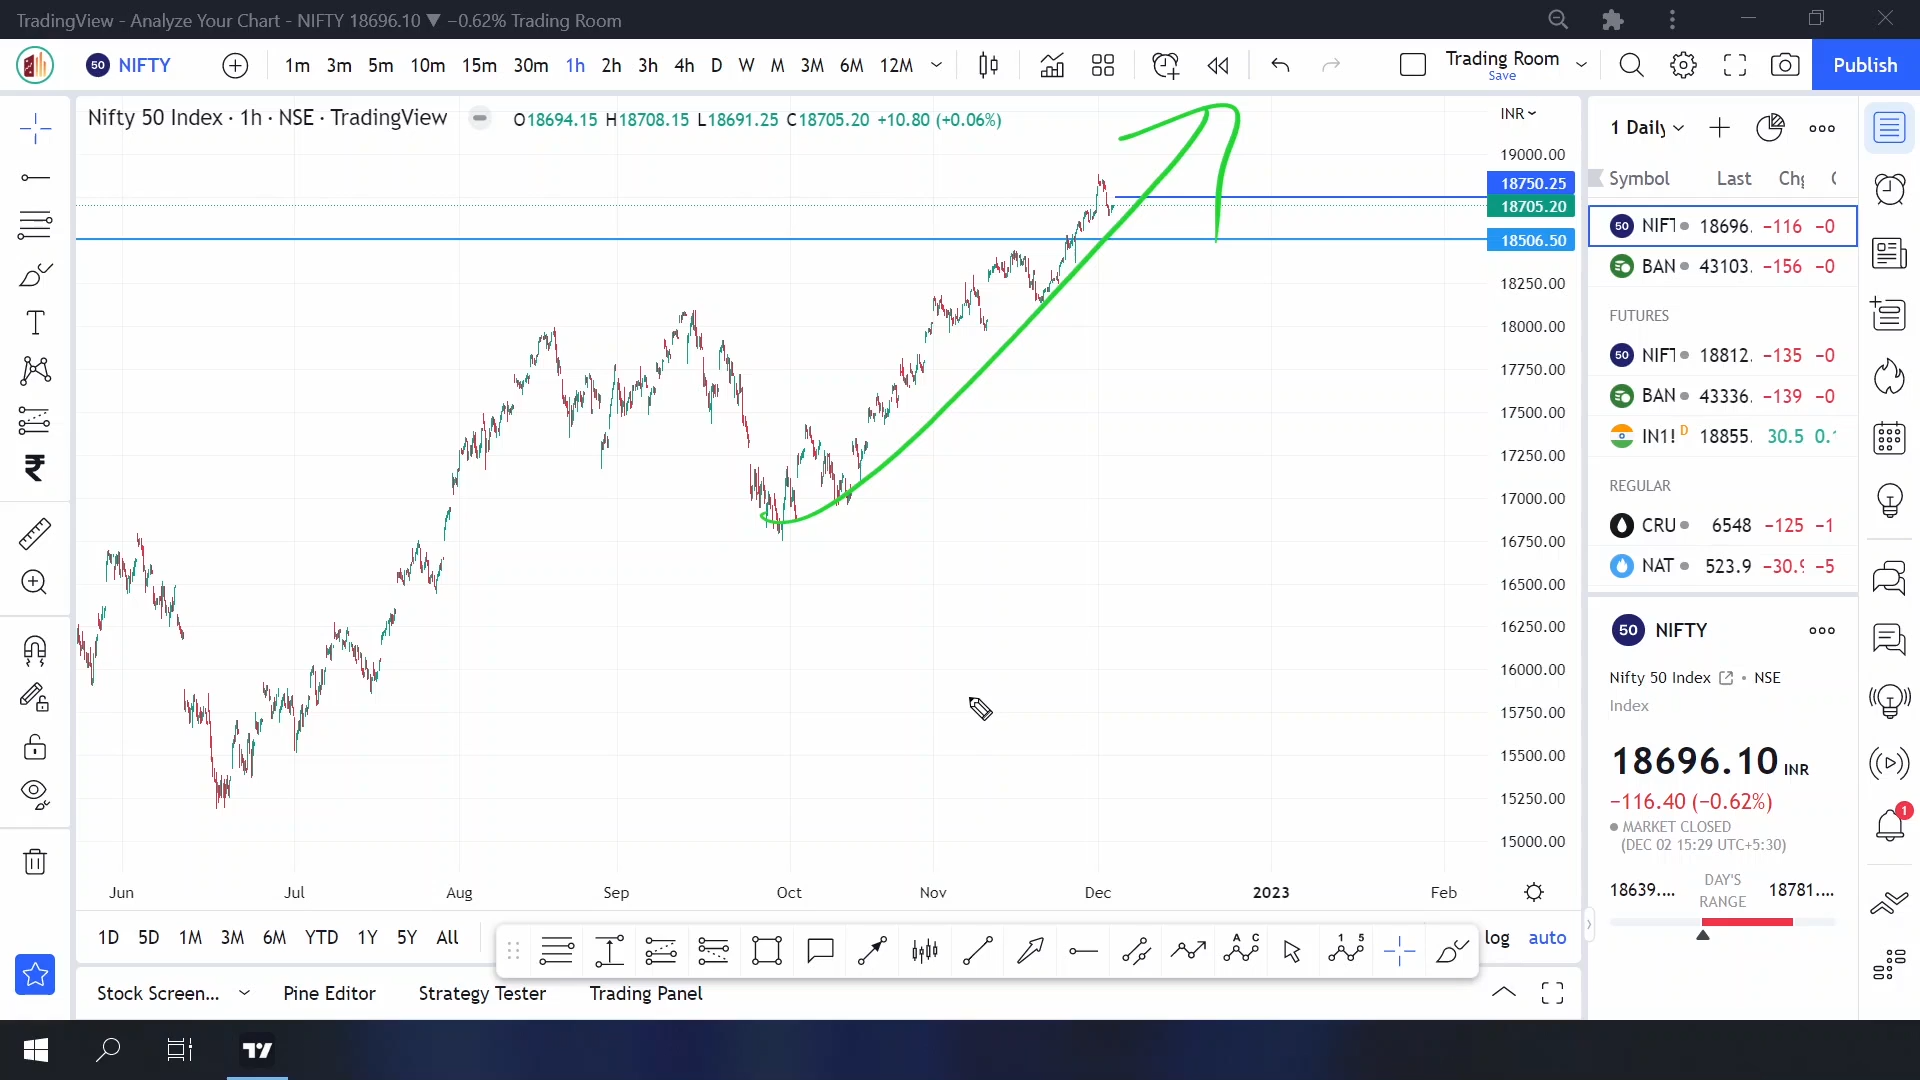 TradingView - Analyze Your Chart - NIFTY 18696.10 ▼ −0.62% Trading Room
50 NIFTY 1m 3m 5m 10m 15m 30m 1h 2h 3h 4h D W M 3M 6M 12M Trading Room Save Publish
Nifty 50 Index · 1h · NSE · TradingView O18694.15 H18708.15 L18691.25 C18705.20 +10.80 (+0.06%)
INR
19000.00
18750.25
18705.20
18506.50
18250.00
18000.00
17750.00
17500.00
17250.00
17000.00
16750.00
16500.00
16250.00
16000.00
15750.00
15500.00
15250.00
15000.00
Jun Jul Aug Sep Oct Nov Dec 2023 Feb
1D 5D 1M 3M 6M YTD 1Y 5Y All log auto
Stock Screen... Pine Editor Strategy Tester Trading Panel
1 Daily
Symbol Last Chg
50 NIFT 18696. −116 −0
BAN 43103. −156 −0
FUTURES
50 NIFT 18812. −135 −0
BAN 43336. −139 −0
IN1! D 18855. 30.5 0.1
REGULAR
CRU 6548 −125 −1
NAT 523.9 −30.9 −5
50 NIFTY
Nifty 50 Index • NSE
Index
18696.10 INR
−116.40 (−0.62%)
MARKET CLOSED
(DEC 02 15:29 UTC+5:30)
18639.... DAY'S RANGE 18781....
1